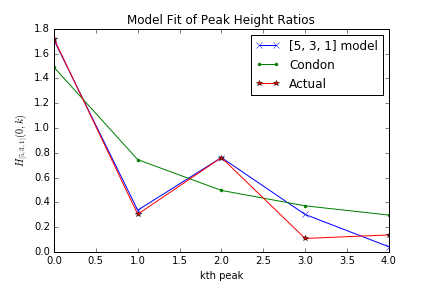 Model Fit of Peak Height Ratios
1.8
1.6
1.4
1.2
1.0
0.8
0.6
0.4
0.2
0.0
H[5,3,1](0,k)
[5, 3, 1] model
Condon
Actual
0.0 0.5 1.0 1.5 2.0 2.5 3.0 3.5 4.0
kth peak